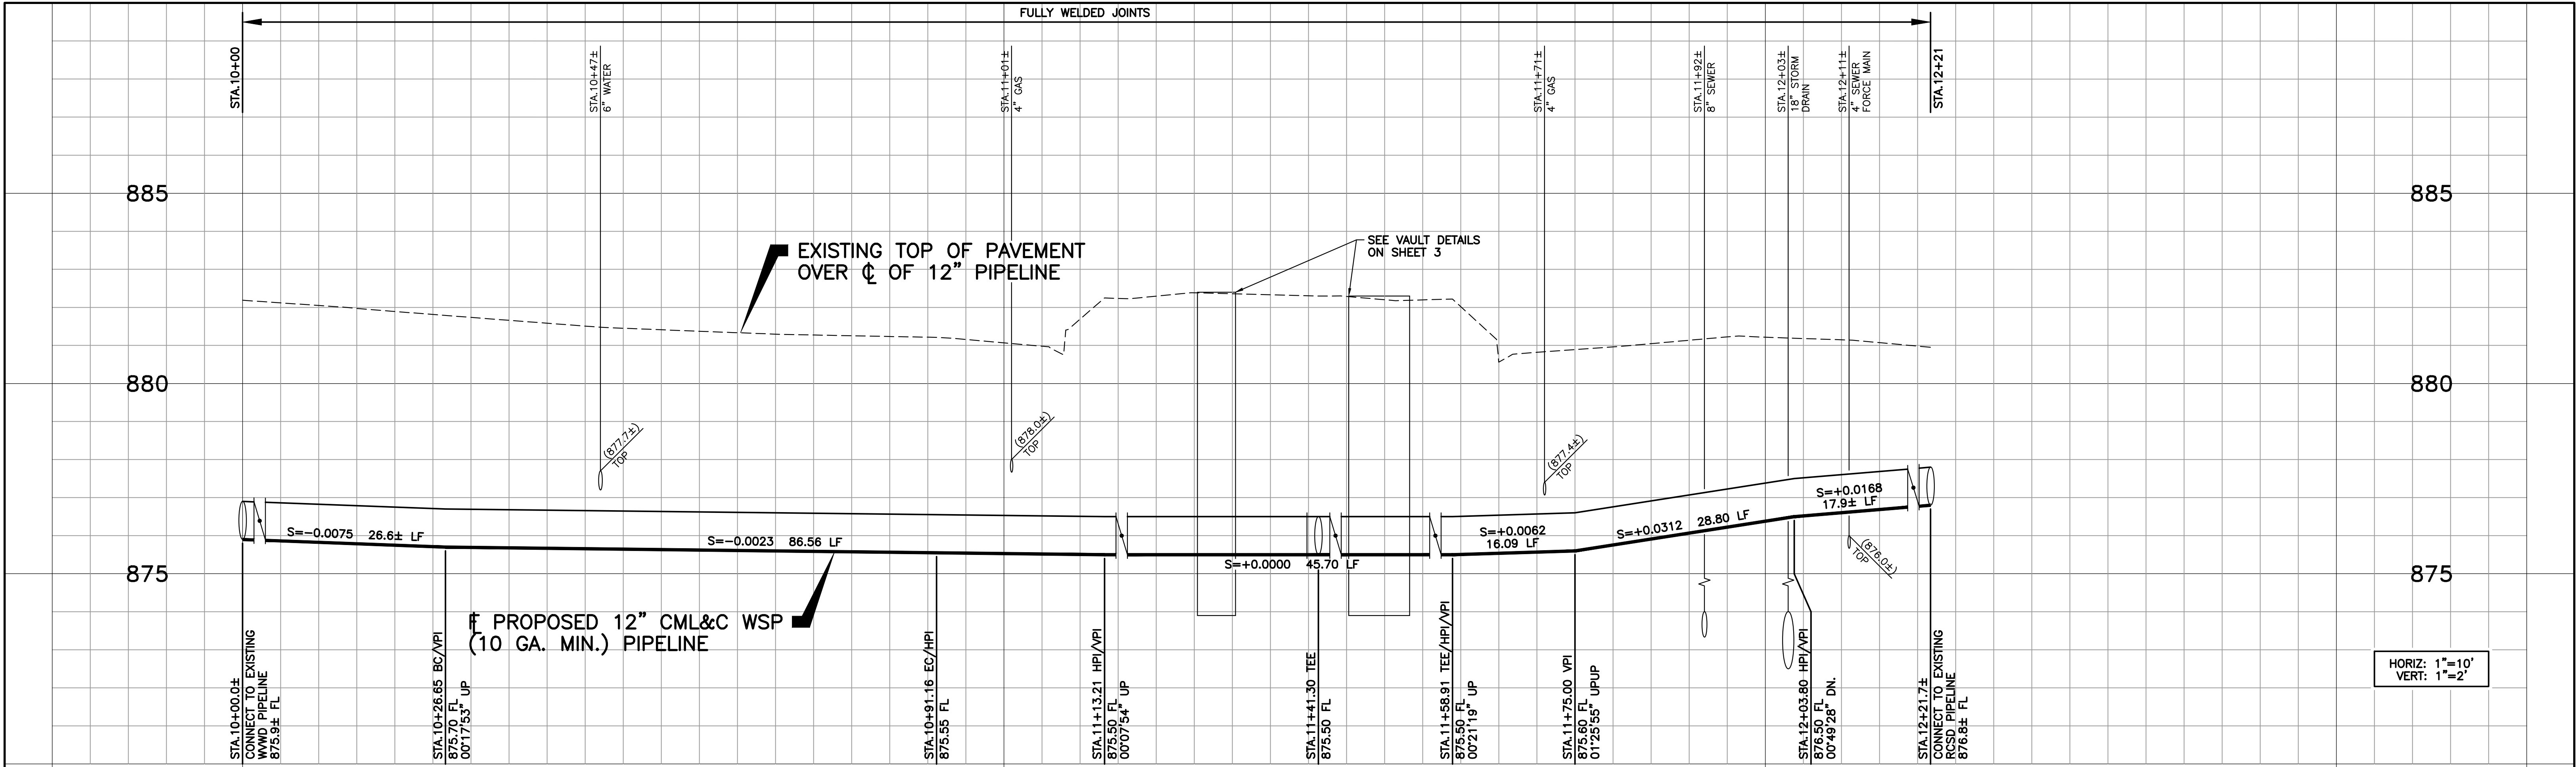 FULLY WELDED JOINTS
STA.10+00
STA.10+47±
6" WATER
STA.11+01±
4" GAS
STA.11+71±
4" GAS
STA.11+92±
8" SEWER
STA.12+03±
18" STORM
DRAIN
STA.12+11±
4" SEWER
FORCE MAIN
STA.12+21
885
885
EXISTING TOP OF PAVEMENT
OVER ℄ OF 12" PIPELINE
SEE VAULT DETAILS
ON SHEET 3
880
880
(877.7±)
TOP
(878.0±)
TOP
(877.4±)
TOP
S=-0.0075 26.6± LF
S=-0.0023 86.56 LF
S=+0.0000 45.70 LF
S=+0.0062
16.09 LF
S=+0.0312 28.80 LF
S=+0.0168
17.9± LF
(876.0±)
TOP
875
875
PROPOSED 12" CML&C WSP
(10 GA. MIN.) PIPELINE
STA.10+00.0±
CONNECT TO EXISTING
WVWD PIPELINE
875.9± FL
STA.10+26.65 BC/VPI
875.70 FL
00°17'53" UP
STA.10+91.16 EC/HPI
875.55 FL
STA.11+13.21 HPI/VPI
875.50 FL
00°07'54" UP
STA.11+41.30 TEE
875.50 FL
STA.11+58.91 TEE/HPI/VPI
875.50 FL
00°21'19" UP
STA.11+75.00 VPI
875.60 FL
01°25'55" UPUP
STA.12+03.80 HPI/VPI
876.50 FL
00°49'28" DN.
STA.12+21.7±
CONNECT TO EXISTING
RCSD PIPELINE
876.8± FL
HORIZ: 1"=10'
VERT: 1"=2'